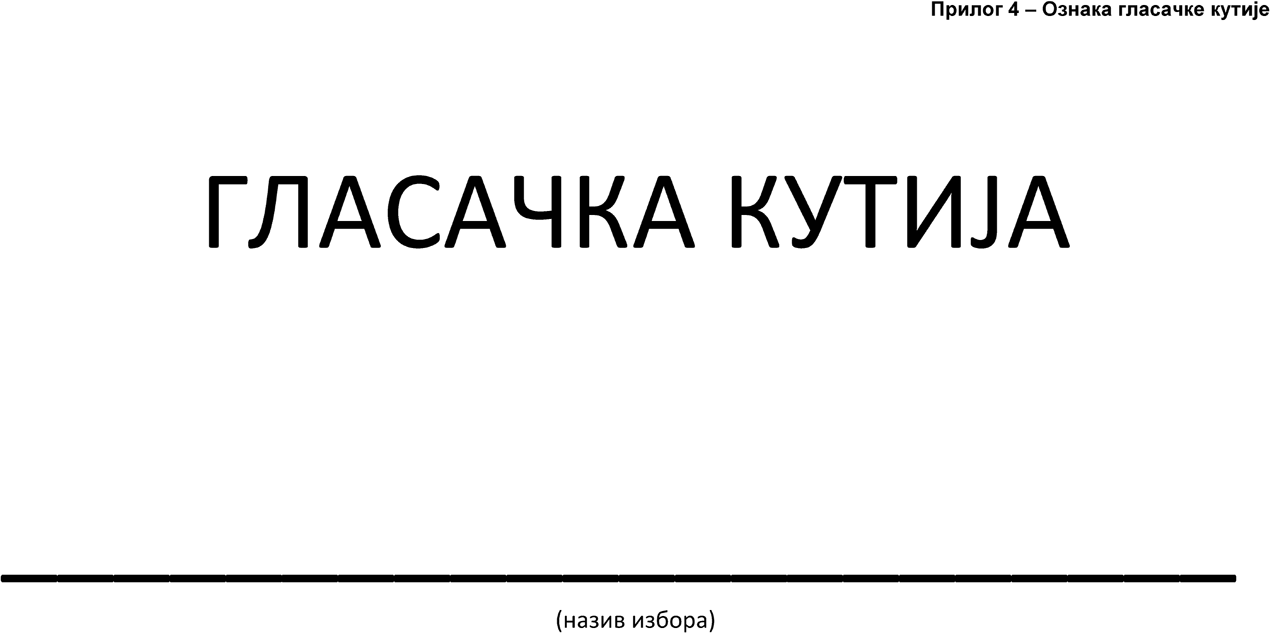 Прилог 4 – Ознака гласачке кутије
ГЛАСАЧКА КУТИЈА
(назив избора)